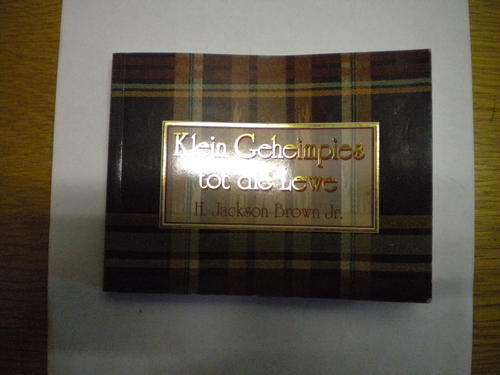 Klein Geheimpies
tot die Lewe
H. Jackson Brown Jr.